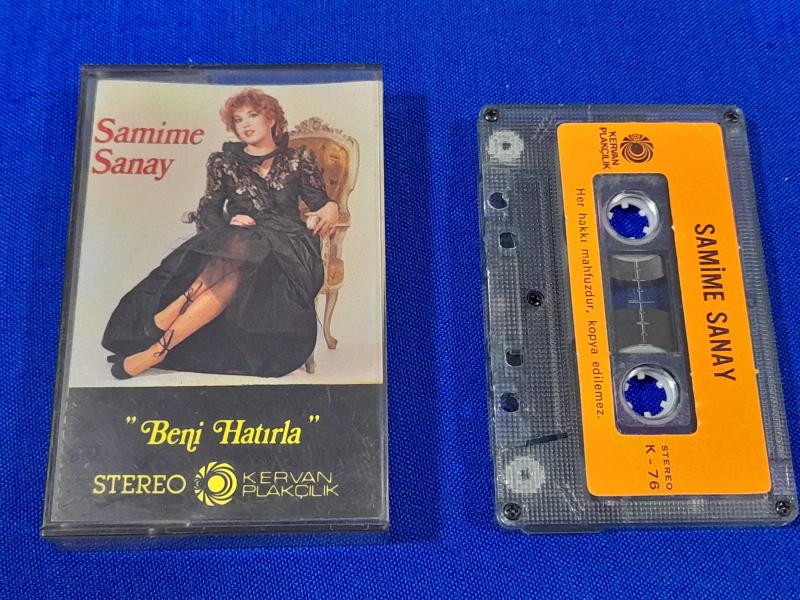 Samime
Sanay
"Beni Hatırla"
STEREO
KERVAN
PLAKÇILIK
KERVAN
PLAKÇILIK
SAMİME SANAY
Her hakkı mahfuzdur, kopya edilemez.
STEREO
K - 76